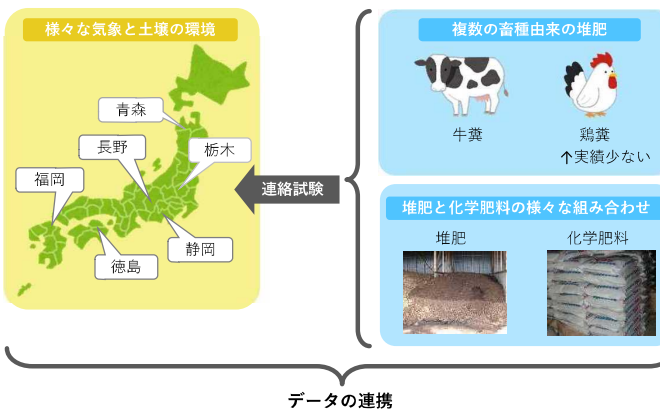 様々な気象と土壌の環境
青森
長野
栃木
福岡
静岡
徳島
連絡試験
複数の畜種由来の堆肥
牛糞
鶏糞
↑実績少ない
堆肥と化学肥料の様々な組み合わせ
堆肥
化学肥料
データの連携